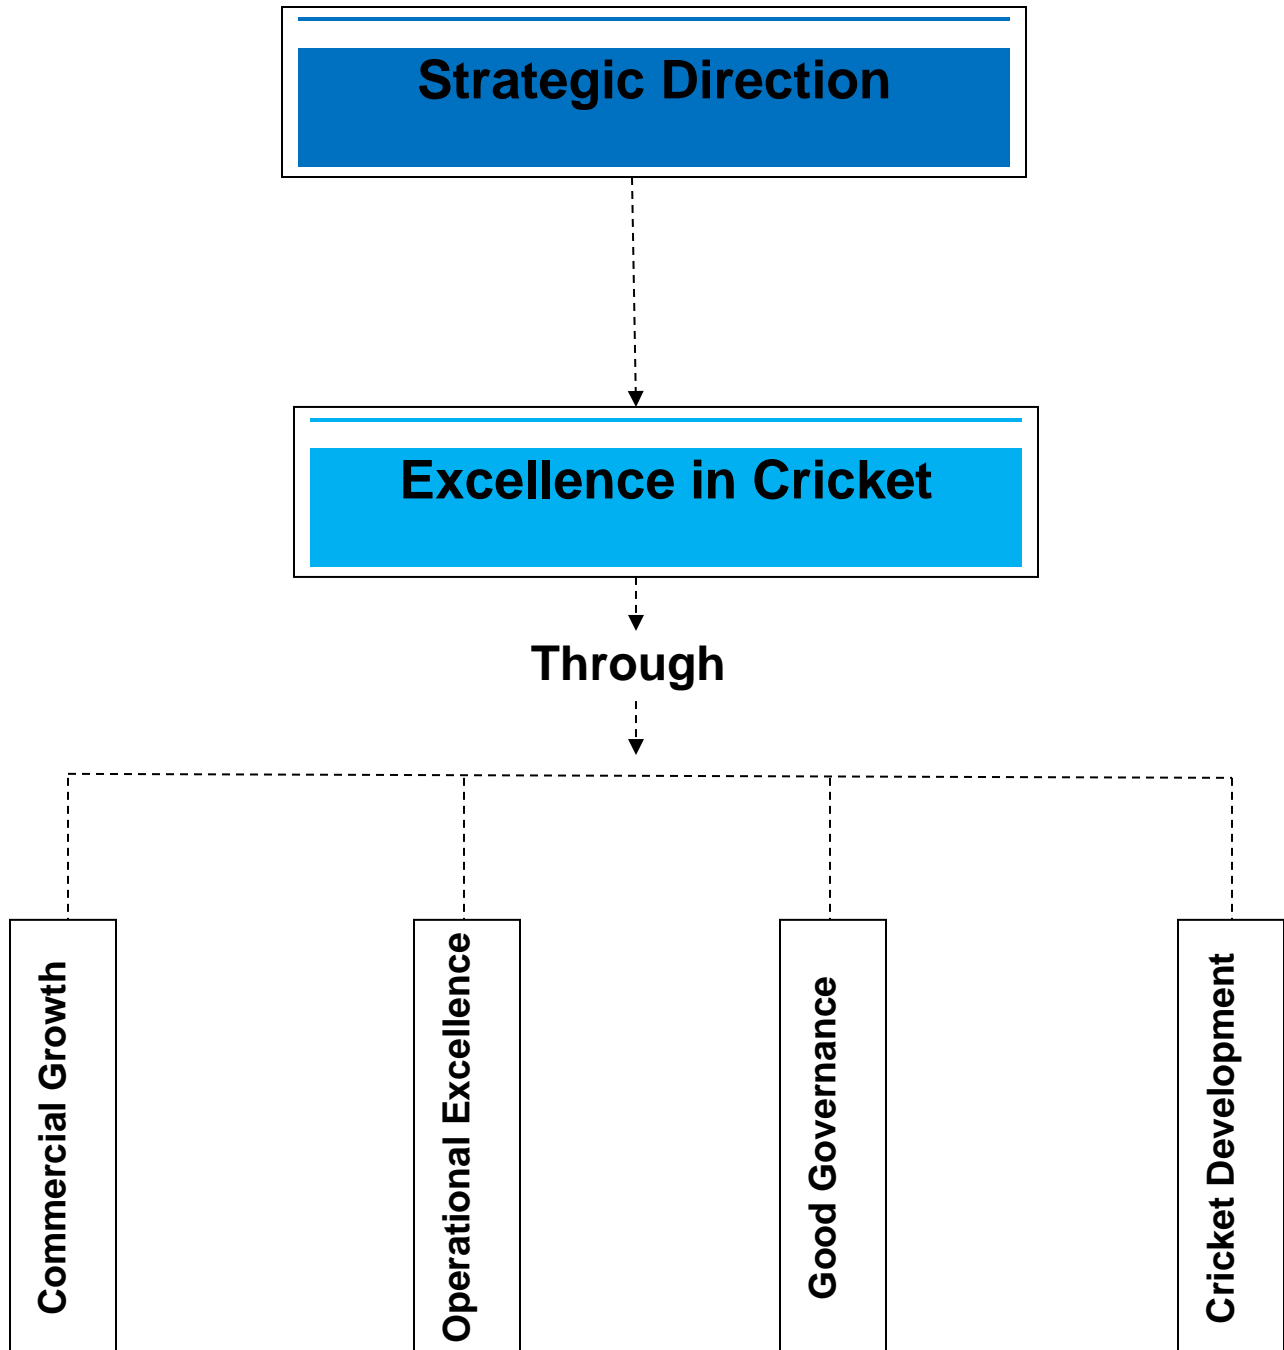 Strategic Direction
Excellence in Cricket
Through
Commercial Growth
Operational Excellence
Good Governance
Cricket Development